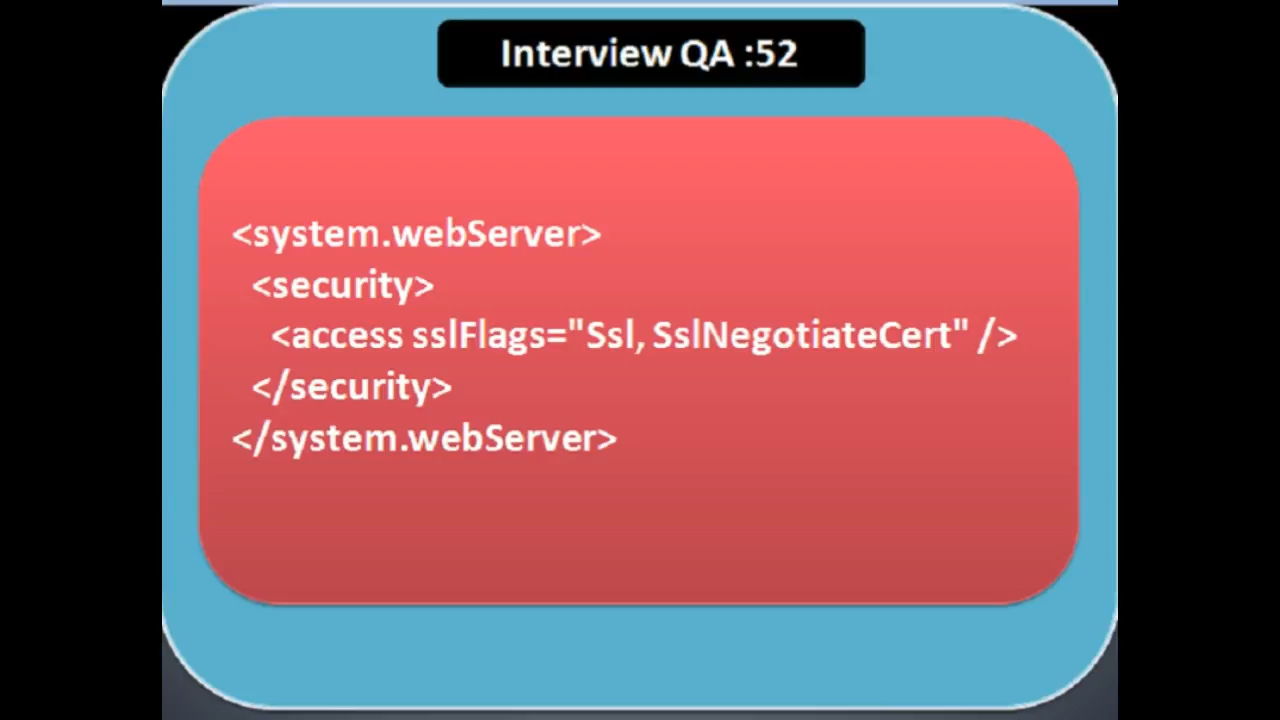 Interview QA :52
<system.webServer>
<security>
<access sslFlags="Ssl, SslNegotiateCert" />
</security>
</system.webServer>